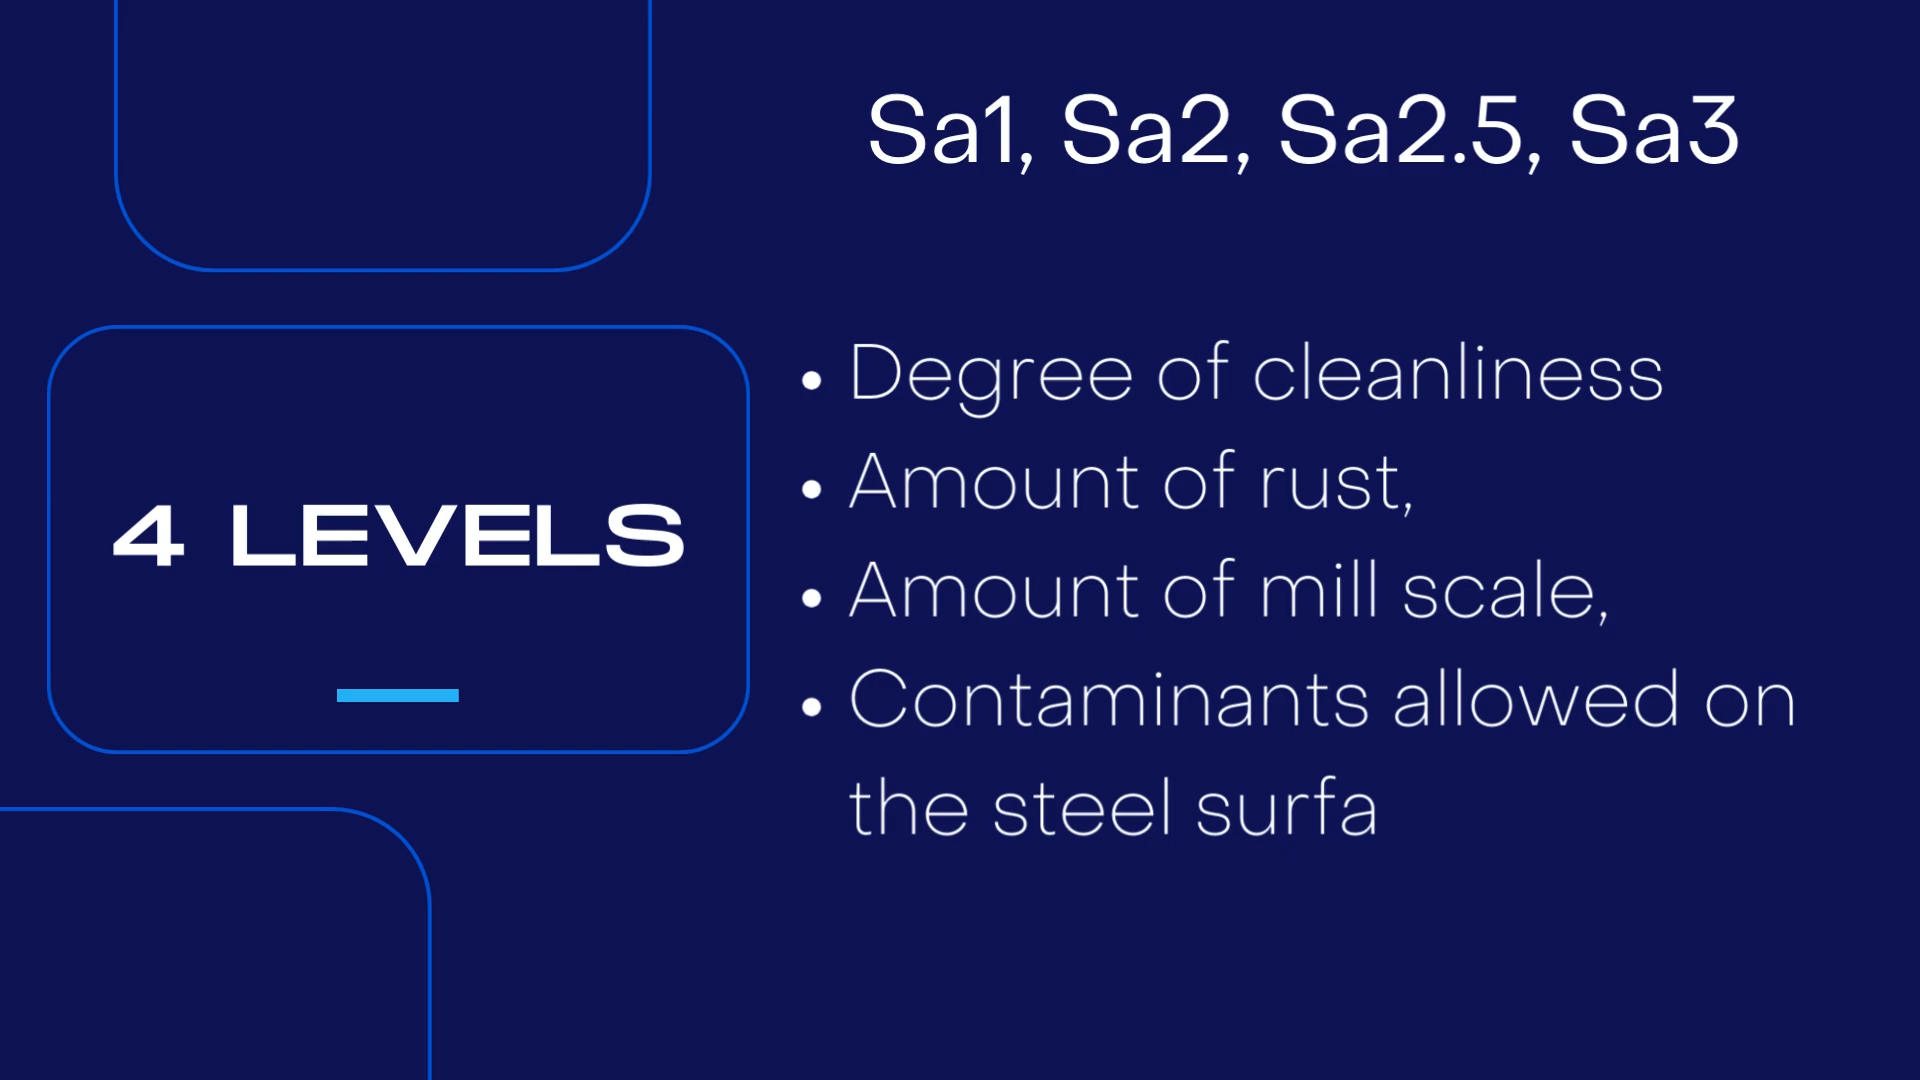 Sa1, Sa2, Sa2.5, Sa3
4 LEVELS
• Degree of cleanliness
• Amount of rust,
• Amount of mill scale,
• Contaminants allowed on
the steel surfa